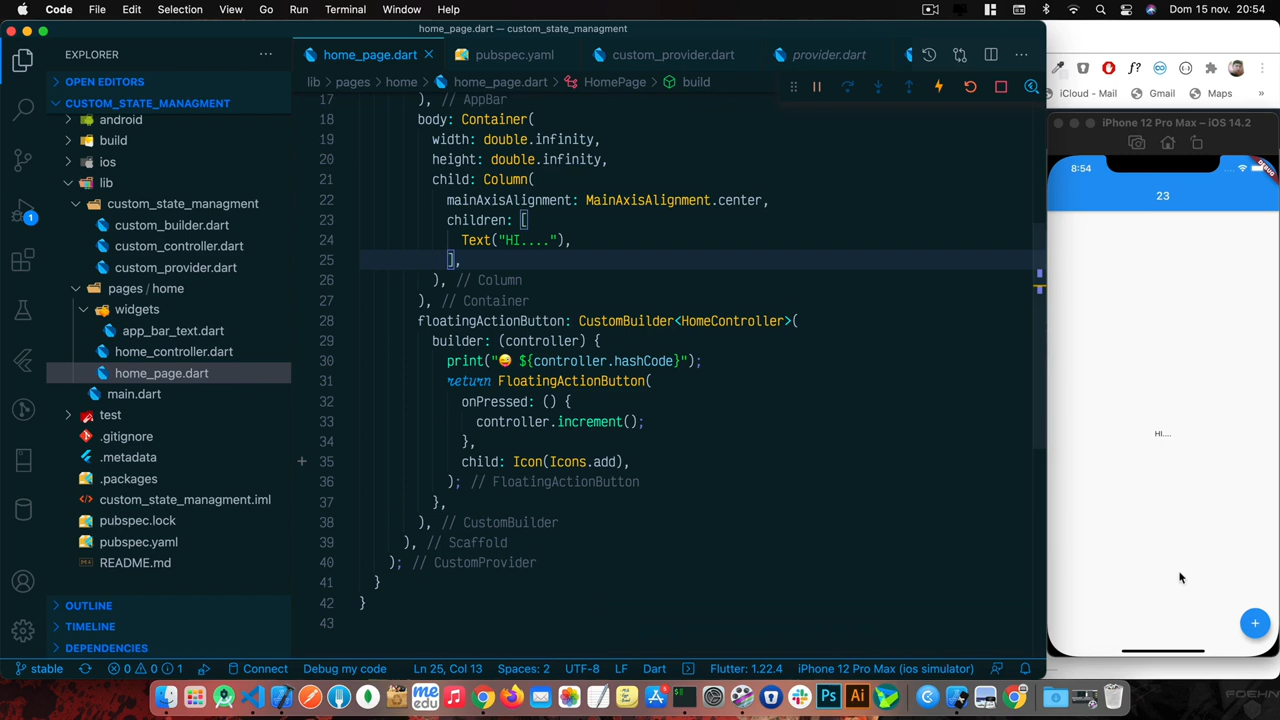 Code File Edit Selection View Go Run Terminal Window Help Dom 15 nov. 20:54
home_page.dart — custom_state_managment
EXPLORER
home_page.dart
pubspec.yaml
custom_provider.dart
provider.dart
OPEN EDITORS
lib pages home home_page.dart HomePage build
iCloud - Mail Gmail Maps »
CUSTOM_STATE_MANAGMENT
android
build
ios
lib
custom_state_managment
custom_builder.dart
custom_controller.dart
custom_provider.dart
pages / home
widgets
app_bar_text.dart
home_controller.dart
home_page.dart
main.dart
test
.gitignore
.metadata
.packages
custom_state_managment.iml
pubspec.lock
pubspec.yaml
README.md
OUTLINE
TIMELINE
DEPENDENCIES
17 ), // AppBar
18 body: Container(
19 width: double.infinity,
20 height: double.infinity,
21 child: Column(
22 mainAxisAlignment: MainAxisAlignment.center,
23 children: [
24 Text("HI...."),
25 ],
26 ), // Column
27 ), // Container
28 floatingActionButton: CustomBuilder<HomeController>(
29 builder: (controller) {
30 print("😜 ${controller.hashCode}");
31 return FloatingActionButton(
32 onPressed: () {
33 controller.increment();
34 },
35 child: Icon(Icons.add),
36 ); // FloatingActionButton
37 },
38 ), // CustomBuilder
39 ), // Scaffold
40 ); // CustomProvider
41 }
42 }
43
iPhone 12 Pro Max – iOS 14.2
8:54
23
HI....
+
1
stable 0 0 1 Connect Debug my code Ln 25, Col 13 Spaces: 2 UTF-8 LF Dart Flutter: 1.22.4 iPhone 12 Pro Max (ios simulator)
me
edu
Ps
Ai
FOEHN